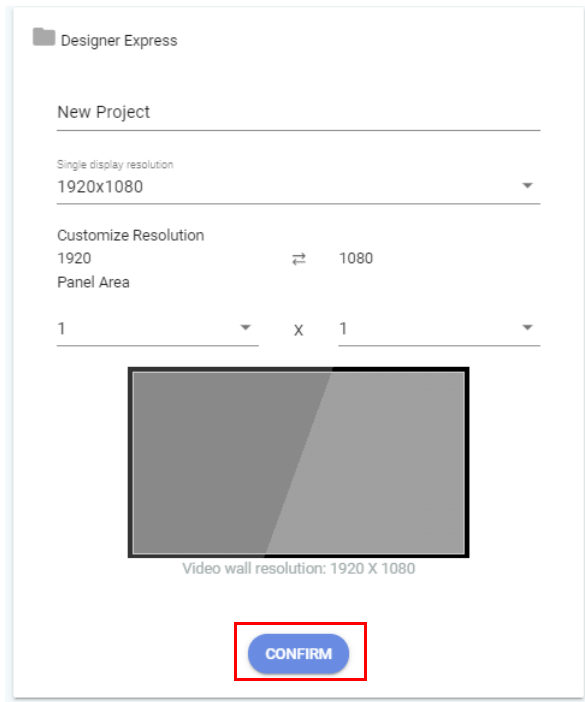 Designer Express
New Project
Single display resolution
1920x1080
Customize Resolution
1920 ⇄ 1080
Panel Area
1 X 1
Video wall resolution: 1920 X 1080
CONFIRM